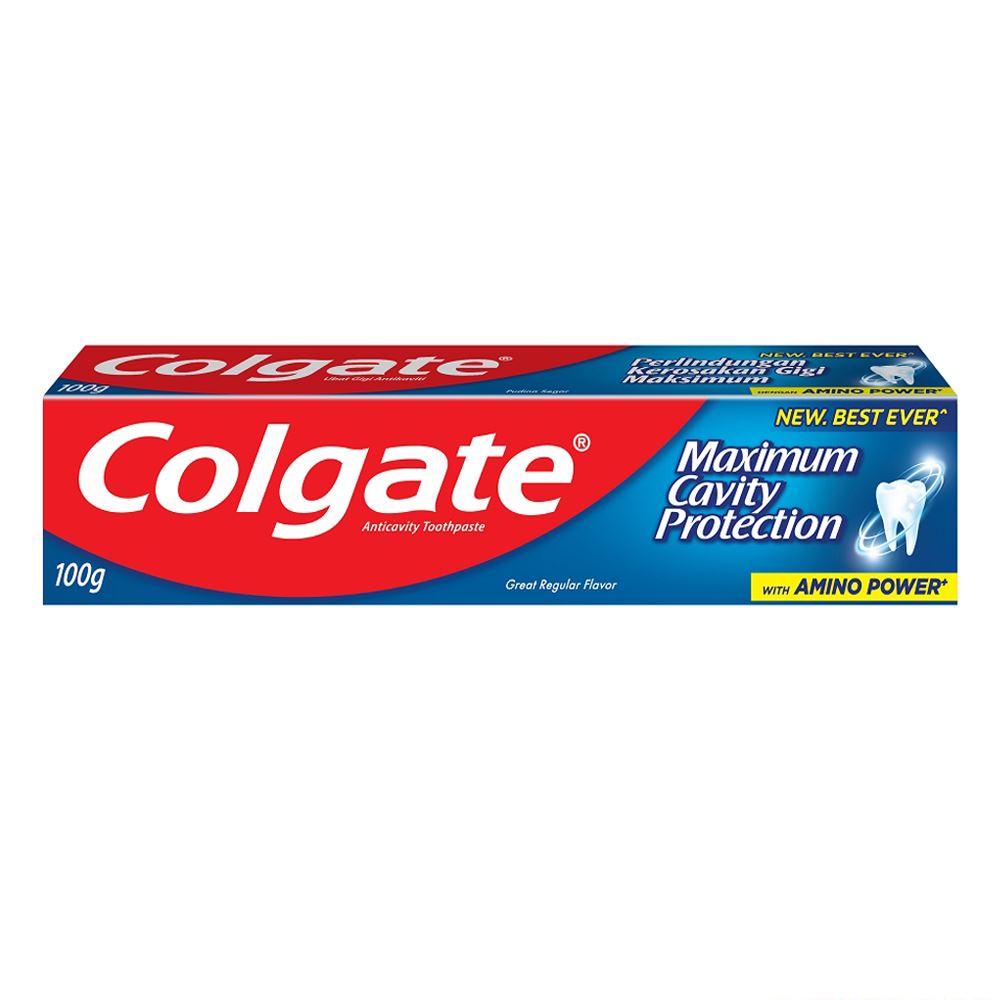 Colgate®
Ubat Gigi Antikaviti
100g
Pudina Segar
NEW. BEST EVER^
Perlindungan
Kerosakan Gigi
Maksimum
DENGAN AMINO POWER+
Colgate®
Anticavity Toothpaste
100g
Great Regular Flavor
NEW. BEST EVER^
Maximum
Cavity
Protection
WITH AMINO POWER+